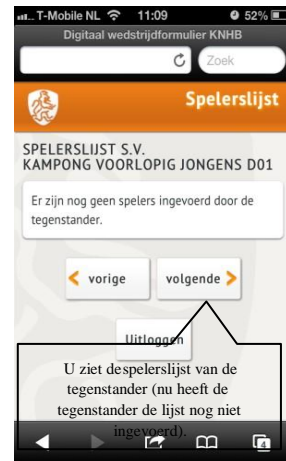 T-Mobile NL 11:09 52%
Digitaal wedstrijdformulier KNHB
Zoek
Spelerslijst
SPELERSLIJST S.V.
KAMPONG VOORLOPIG JONGENS D01
Er zijn nog geen spelers ingevoerd door de
tegenstander.
vorige volgende
Uitloggen
U ziet despelerslijst van de
tegenstander (nu heeft de
tegenstander de lijst nog niet
ingevoerd).
4